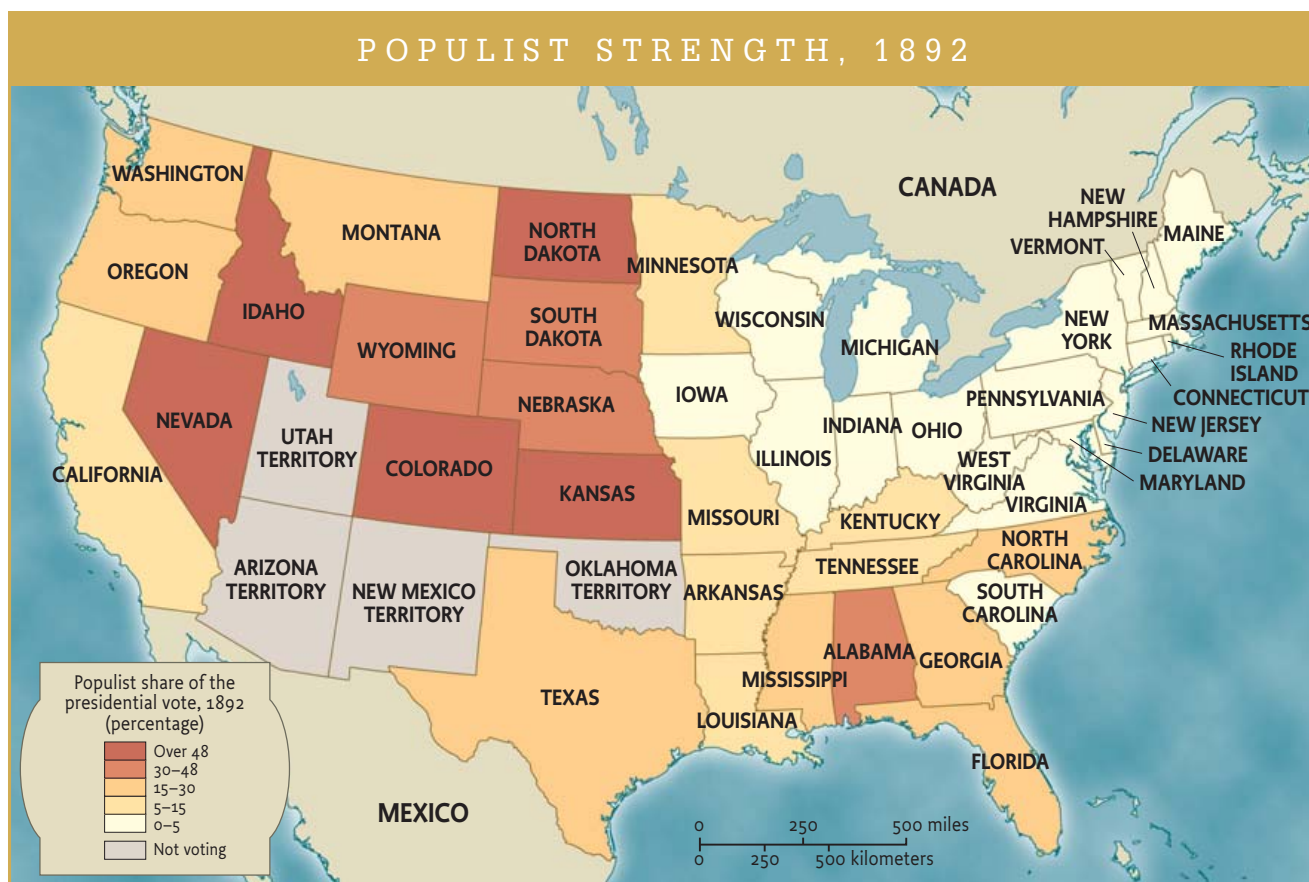 POPULIST STRENGTH, 1892
CANADA
NEW
HAMPSHIRE
VERMONT
MAINE
WASHINGTON
MONTANA
NORTH
DAKOTA
MINNESOTA
OREGON
IDAHO
WYOMING
SOUTH
DAKOTA
WISCONSIN
MICHIGAN
NEW
YORK
MASSACHUSETTS
RHODE
ISLAND
CONNECTICUT
NEW JERSEY
DELAWARE
MARYLAND
NEVADA
UTAH
TERRITORY
COLORADO
NEBRASKA
KANSAS
IOWA
ILLINOIS
INDIANA
OHIO
PENNSYLVANIA
WEST
VIRGINIA
VIRGINIA
CALIFORNIA
ARIZONA
TERRITORY
NEW MEXICO
TERRITORY
OKLAHOMA
TERRITORY
MISSOURI
KENTUCKY
TENNESSEE
NORTH
CAROLINA
ARKANSAS
SOUTH
CAROLINA
TEXAS
LOUISIANA
MISSISSIPPI
ALABAMA
GEORGIA
FLORIDA
MEXICO
Populist share of the
presidential vote, 1892
(percentage)
Over 48
30–48
15–30
5–15
0–5
Not voting
0 250 500 miles
0 250 500 kilometers